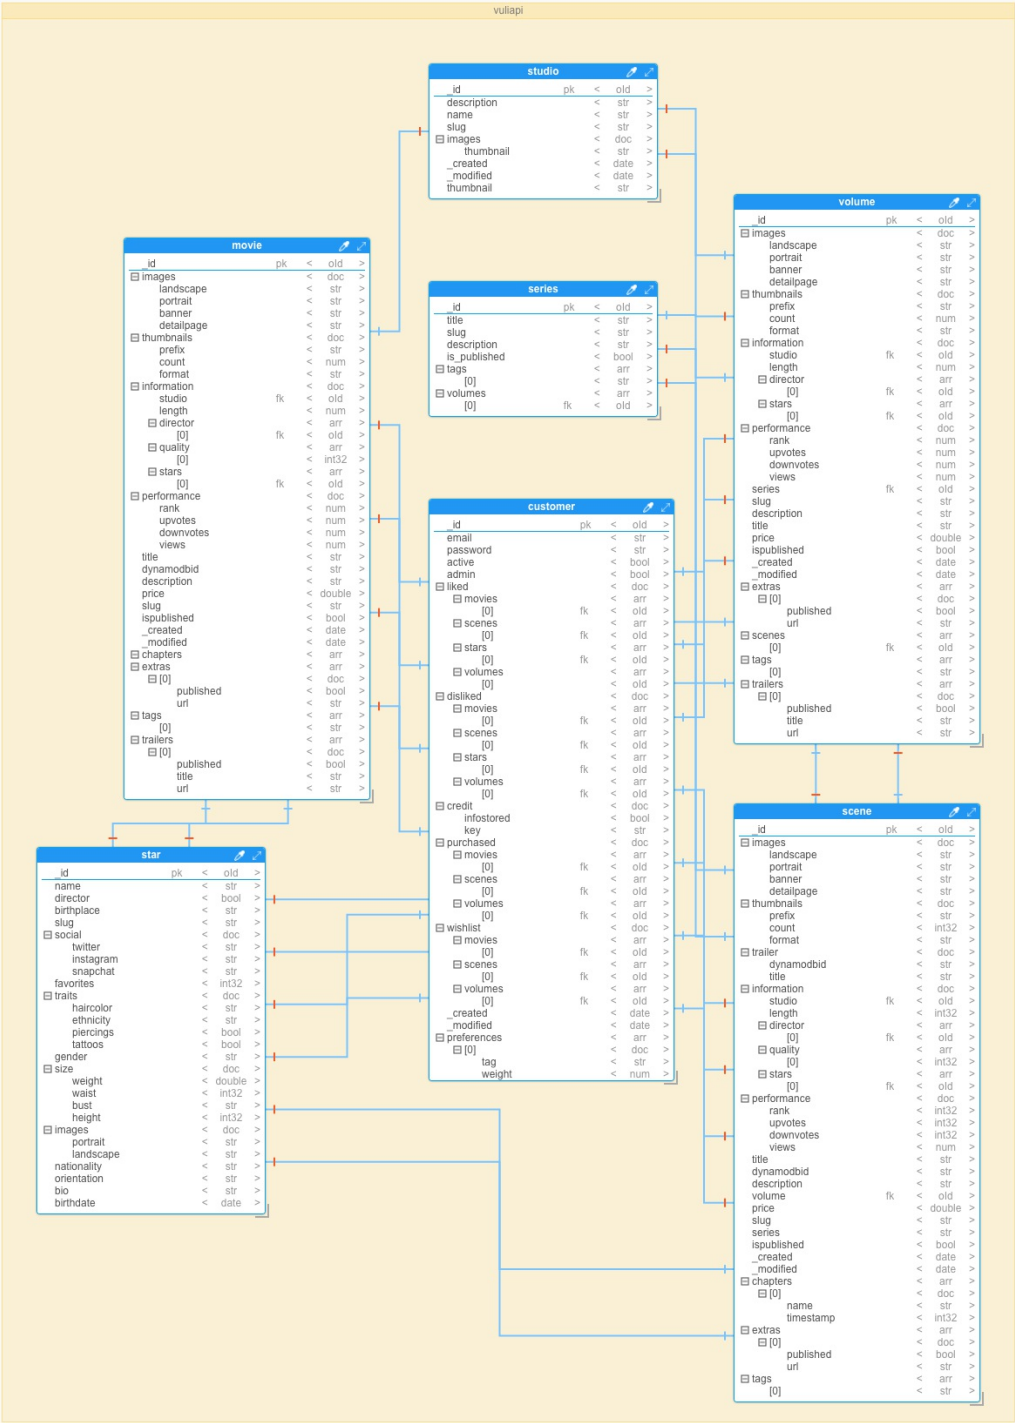 vuliapi
studio
_id pk < oId >
description < str >
name < str >
slug < str >
images < doc >
thumbnail < str >
_created < date >
_modified < date >
thumbnail < str >
volume
_id pk < oId >
images < doc >
landscape < str >
portrait < str >
banner < str >
detailpage < str >
thumbnails < doc >
prefix < str >
count < num >
format < str >
information < doc >
studio fk < oId >
length < num >
director < arr >
[0] fk < oId >
stars < arr >
[0] fk < oId >
performance < doc >
rank < num >
upvotes < num >
downvotes < num >
views < num >
series fk < oId >
slug < str >
description < str >
title < str >
price < double >
ispublished < bool >
_created < date >
_modified < date >
extras < arr >
[0] < doc >
published < bool >
url < str >
scenes < arr >
[0] fk < oId >
tags < arr >
[0] < str >
trailers < arr >
[0] < doc >
published < bool >
title < str >
url < str >
movie
_id pk < oId >
images < doc >
landscape < str >
portrait < str >
banner < str >
detailpage < str >
thumbnails < doc >
prefix < str >
count < num >
format < str >
information < doc >
studio fk < oId >
length < num >
director < arr >
[0] fk < oId >
quality < arr >
[0] < int32 >
stars < arr >
[0] fk < oId >
performance < doc >
rank < num >
upvotes < num >
downvotes < num >
views < num >
title < str >
dynamodbid < str >
description < str >
price < double >
slug < str >
ispublished < bool >
_created < date >
_modified < date >
chapters < arr >
extras < arr >
[0] < doc >
published < bool >
url < str >
tags < arr >
[0] < str >
trailers < arr >
[0] < doc >
published < bool >
title < str >
url < str >
series
_id pk < oId >
title < str >
slug < str >
description < str >
is_published < bool >
tags < arr >
[0] < str >
volumes < arr >
[0] fk < oId >
customer
_id pk < oId >
email < str >
password < str >
active < bool >
admin < bool >
liked < doc >
movies < arr >
[0] fk < oId >
scenes < arr >
[0] fk < oId >
stars < arr >
[0] fk < oId >
volumes < arr >
[0] < oId >
disliked < doc >
movies < arr >
[0] fk < oId >
scenes < arr >
[0] fk < oId >
stars < arr >
[0] fk < oId >
volumes < arr >
[0] fk < oId >
credit < doc >
infostored < bool >
key < str >
purchased < doc >
movies < arr >
[0] fk < oId >
scenes < arr >
[0] fk < oId >
volumes < arr >
[0] fk < oId >
wishlist < doc >
movies < arr >
[0] fk < oId >
scenes < arr >
[0] fk < oId >
volumes < arr >
[0] fk < oId >
_created < date >
_modified < date >
preferences < arr >
[0] < doc >
tag < str >
weight < num >
star
_id pk < oId >
name < str >
director < bool >
birthplace < str >
slug < str >
social < doc >
twitter < str >
instagram < str >
snapchat < str >
favorites < int32 >
traits < doc >
haircolor < str >
ethnicity < str >
piercings < bool >
tattoos < bool >
gender < str >
size < doc >
weight < double >
waist < int32 >
bust < str >
height < int32 >
images < doc >
portrait < str >
landscape < str >
nationality < str >
orientation < str >
bio < str >
birthdate < date >
scene
_id pk < oId >
images < doc >
landscape < str >
portrait < str >
banner < str >
detailpage < str >
thumbnails < doc >
prefix < str >
count < int32 >
format < str >
trailer < doc >
dynamodbid < str >
title < str >
information < doc >
studio fk < oId >
length < int32 >
director < arr >
[0] fk < oId >
quality < arr >
[0] < int32 >
stars < arr >
[0] fk < oId >
performance < doc >
rank < int32 >
upvotes < int32 >
downvotes < int32 >
views < num >
title < str >
dynamodbid < str >
description < str >
volume fk < oId >
price < double >
slug < str >
series < str >
ispublished < bool >
_created < date >
_modified < date >
chapters < arr >
[0] < doc >
name < str >
timestamp < int32 >
extras < arr >
[0] < doc >
published < bool >
url < str >
tags < arr >
[0] < str >